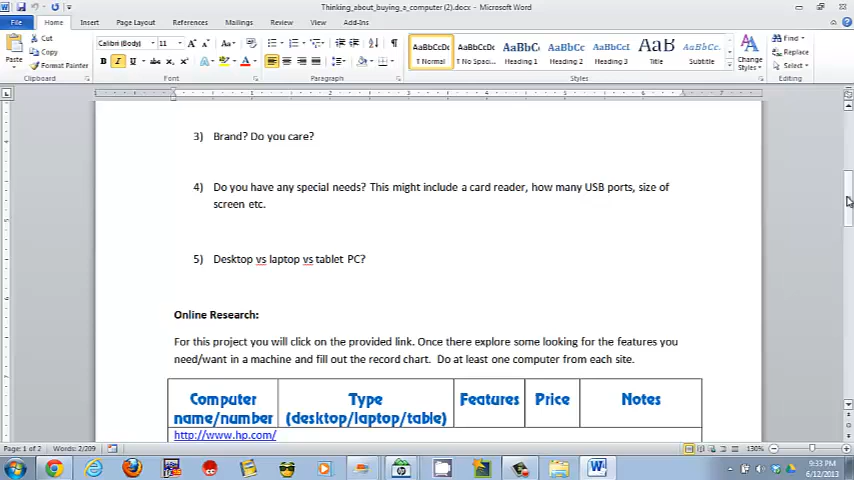 Thinking_about_buying_a_computer (2).docx - Microsoft Word
File Home Insert Page Layout References Mailings Review View Add-Ins
Cut
Copy
Format Painter
Paste
Clipboard
Calibri (Body) 11
Font
Paragraph
AaBbCcDc AaBbCcDc AaBbC AaBbCc AaBbCcI AaB AaBbCc.
¶ Normal ¶ No Spaci... Heading 1 Heading 2 Heading 3 Title Subtitle
Styles
Change Styles
Find
Replace
Select
Editing
3) Brand? Do you care?
4) Do you have any special needs? This might include a card reader, how many USB ports, size of
screen etc.
5) Desktop vs laptop vs tablet PC?
Online Research:
For this project you will click on the provided link. Once there explore some looking for the features you
need/want in a machine and fill out the record chart. Do at least one computer from each site.
Computer name/number
Type (desktop/laptop/table)
Features
Price
Notes
http://www.hp.com/
Page: 1 of 2 Words: 2/209
130%
9:33 PM
6/12/2013